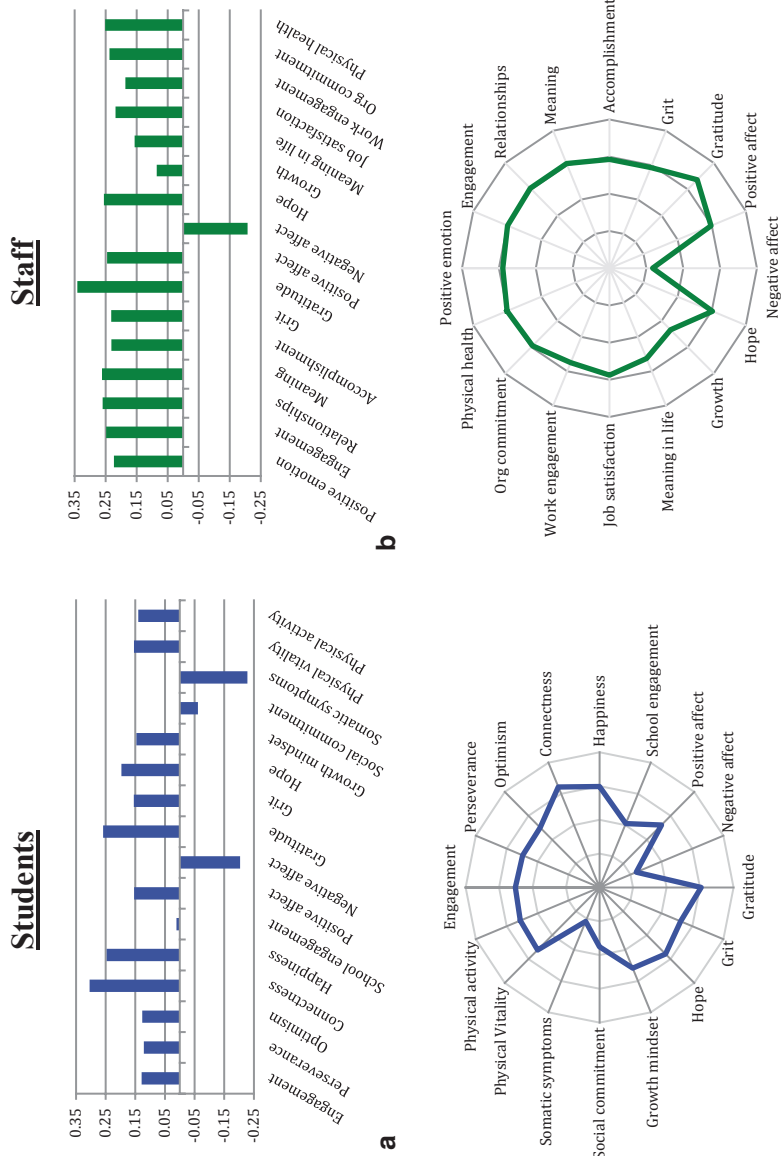 Students
0.35
0.25
0.15
0.05
-0.05
-0.15
-0.25
Engagement
Perseverance
Optimism
Connectness
Happiness
School engagement
Positive affect
Negative affect
Gratitude
Grit
Hope
Growth mindset
Social commitment
Somatic symptoms
Physical vitality
Physical activity
a
Engagement
Perseverance
Optimism
Connectness
Happiness
School engagement
Positive affect
Negative affect
Gratitude
Grit
Hope
Growth mindset
Social commitment
Somatic symptoms
Physical Vitality
Physical activity
Staff
0.35
0.25
0.15
0.05
-0.05
-0.15
-0.25
Positive emotion
Engagement
Relationships
Meaning
Accomplishment
Grit
Gratitude
Positive affect
Negative affect
Hope
Growth
Meaning in life
Job satisfaction
Work engagement
Org commitment
Physical health
b
Positive emotion
Engagement
Relationships
Meaning
Accomplishment
Grit
Gratitude
Positive affect
Negative affect
Hope
Growth
Meaning in life
Job satisfaction
Work engagement
Org commitment
Physical health